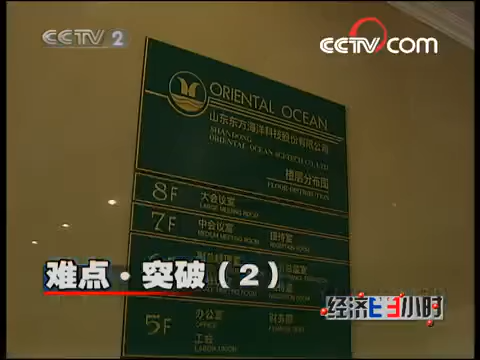 CCTV 2
CCTV.com
ORIENTAL OCEAN
山东东方海洋科技股份有限公司
SHANDONG
ORIENTAL OCEAN SCI-TECH CO.,LTD
楼层分布图
FLOOR DISTRIBUTION
8F 大会议室
LARGE MEETING ROOM
7F 中会议室 接待室
MEDIUM MEETING ROOM RECEPTION ROOM
难点·突破(2)
经济半小时
5F 办公室 财务部
OFFICE
工会
LABOR UNION